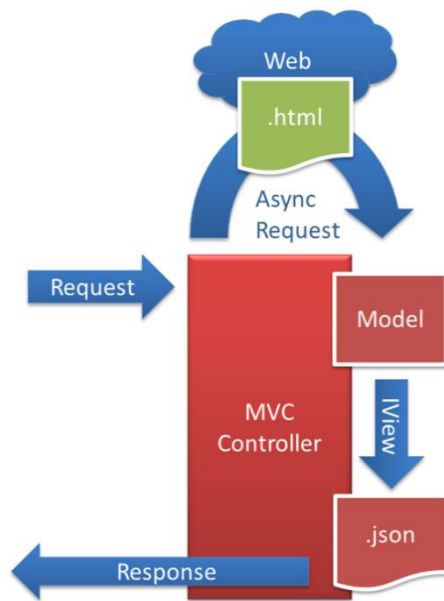 Web
.html
Async
Request
Request
Model
MVC
Controller
IView
.json
Response